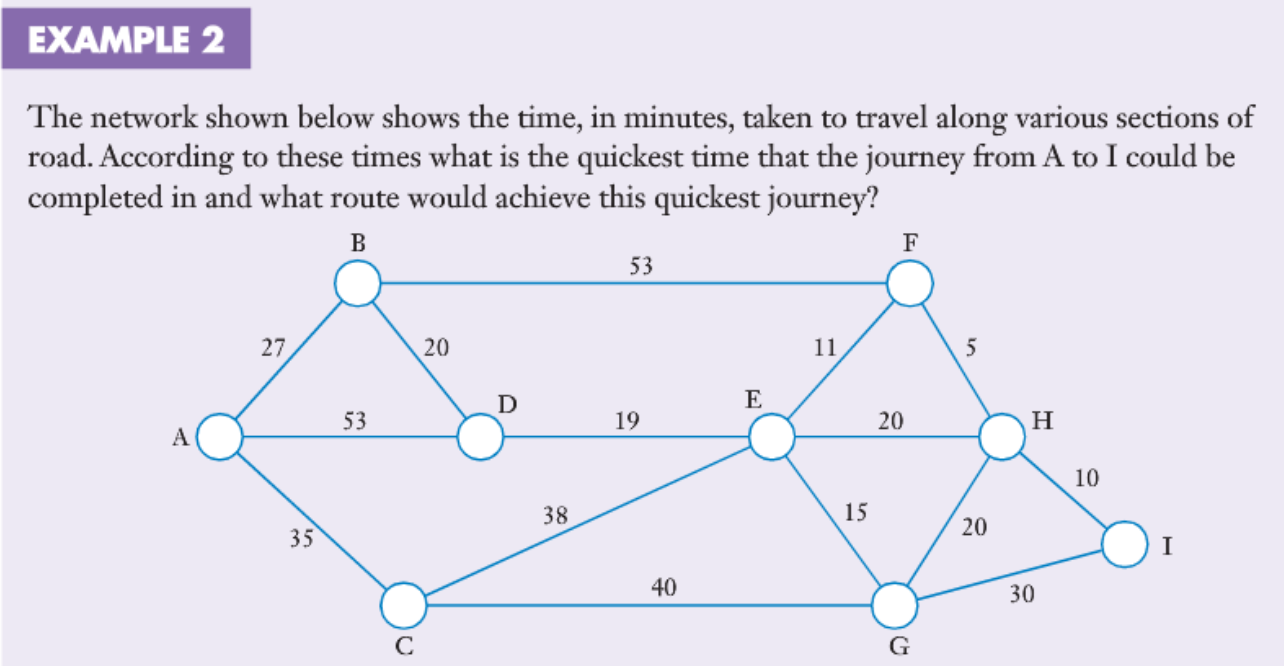 EXAMPLE 2
The network shown below shows the time, in minutes, taken to travel along various sections of
road. According to these times what is the quickest time that the journey from A to I could be
completed in and what route would achieve this quickest journey?
B
F
53
27
20
11
5
A
53
D
19
E
20
H
10
35
38
15
20
I
40
30
C
G